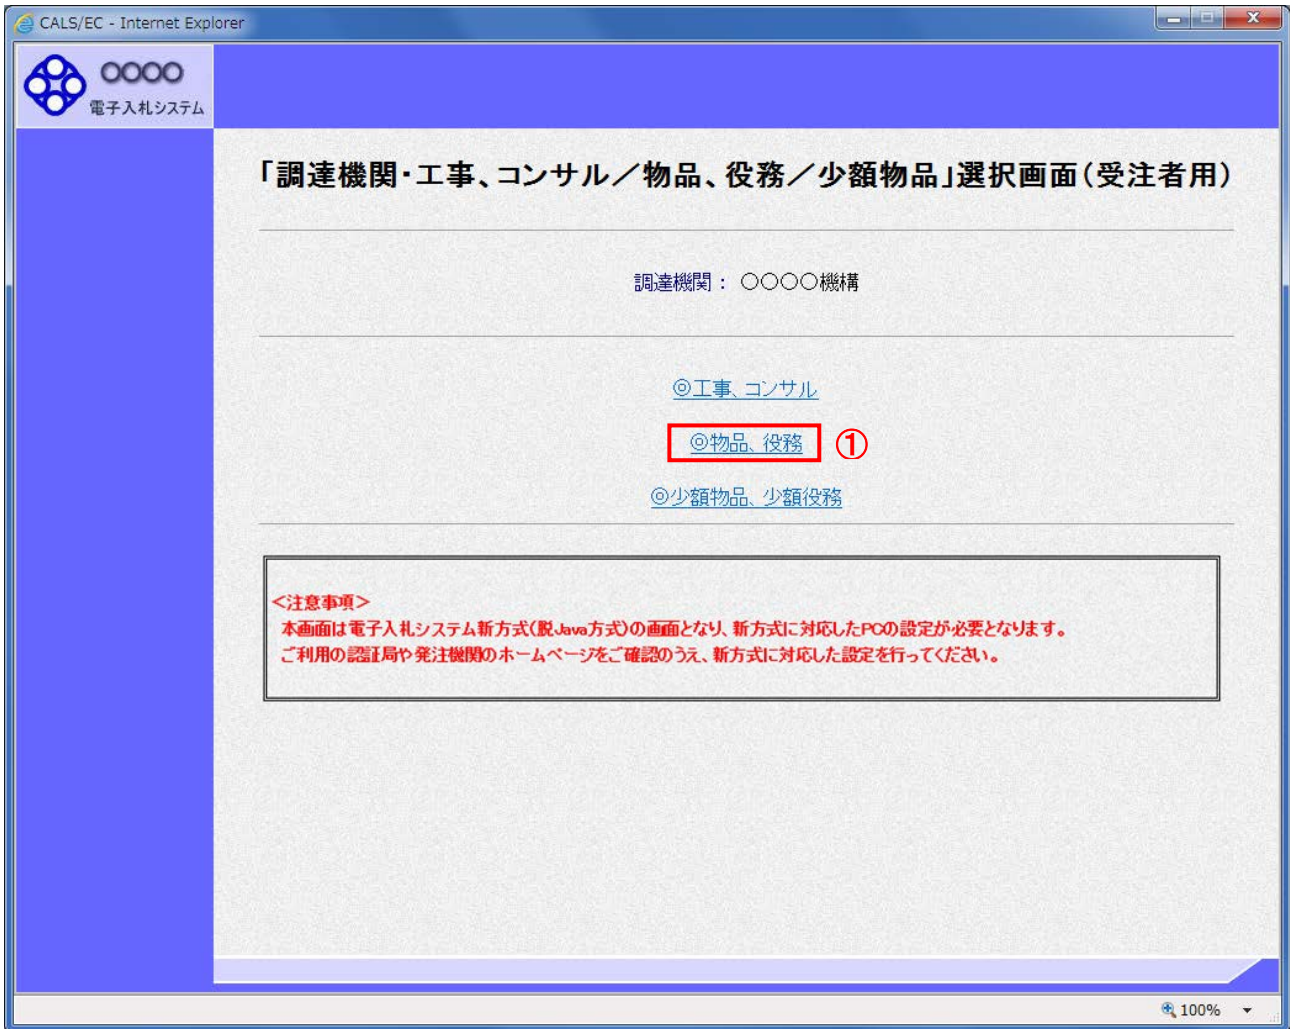 CALS/EC - Internet Explorer
〇〇〇〇
電子入札システム
「調達機関・工事、コンサル／物品、役務／少額物品」選択画面（受注者用）
調達機関： 〇〇〇〇機構
◎工事、コンサル
◎物品、役務 ①
◎少額物品、少額役務
＜注意事項＞
本画面は電子入札システム新方式（脱Java方式）の画面となり、新方式に対応したPCの設定が必要となります。
ご利用の認証局や発注機関のホームページをご確認のうえ、新方式に対応した設定を行ってください。
100%